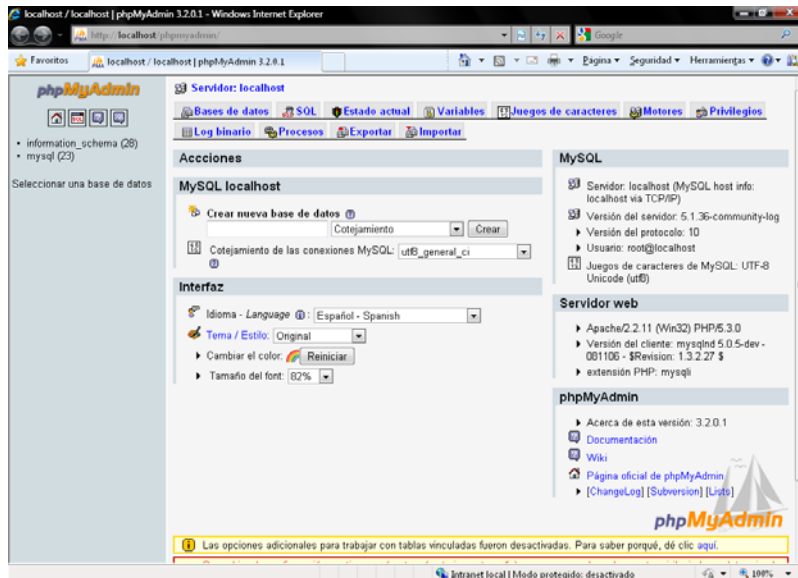 localhost / localhost | phpMyAdmin 3.2.0.1 - Windows Internet Explorer
http://localhost/phpmyadmin/
Google
Favoritos
localhost / localhost | phpMyAdmin 3.2.0.1
Página
Seguridad
Herramientas
phpMyAdmin
information_schema (28)
mysql (23)
Seleccionar una base de datos
Servidor: localhost
Bases de datos SQL Estado actual Variables Juegos de caracteres Motores Privilegios
Log binario Procesos Exportar Importar
Accciones
MySQL localhost
Crear nueva base de datos
Cotejamiento Crear
Cotejamiento de las conexiones MySQL: utf8_general_ci
Interfaz
Idioma - Language : Español - Spanish
Tema / Estilo: Original
Cambiar el color: Reiniciar
Tamaño del font: 82%
MySQL
Servidor: localhost (MySQL host info:
localhost via TCP/IP)
Versión del servidor: 5.1.36-community-log
Versión del protocolo: 10
Usuario: root@localhost
Juegos de caracteres de MySQL: UTF-8
Unicode (utf8)
Servidor web
Apache/2.2.11 (Win32) PHP/5.3.0
Versión del cliente: mysqlnd 5.0.5-dev -
081106 - $Revision: 1.3.2.27 $
extensión PHP: mysqli
phpMyAdmin
Acerca de esta versión: 3.2.0.1
Documentación
Wiki
Página oficial de phpMyAdmin
[ChangeLog] [Subversion] [Lists]
phpMyAdmin
Las opciones adicionales para trabajar con tablas vinculadas fueron desactivadas. Para saber porqué, dé clic aquí.
Intranet local | Modo protegido: desactivado
100%